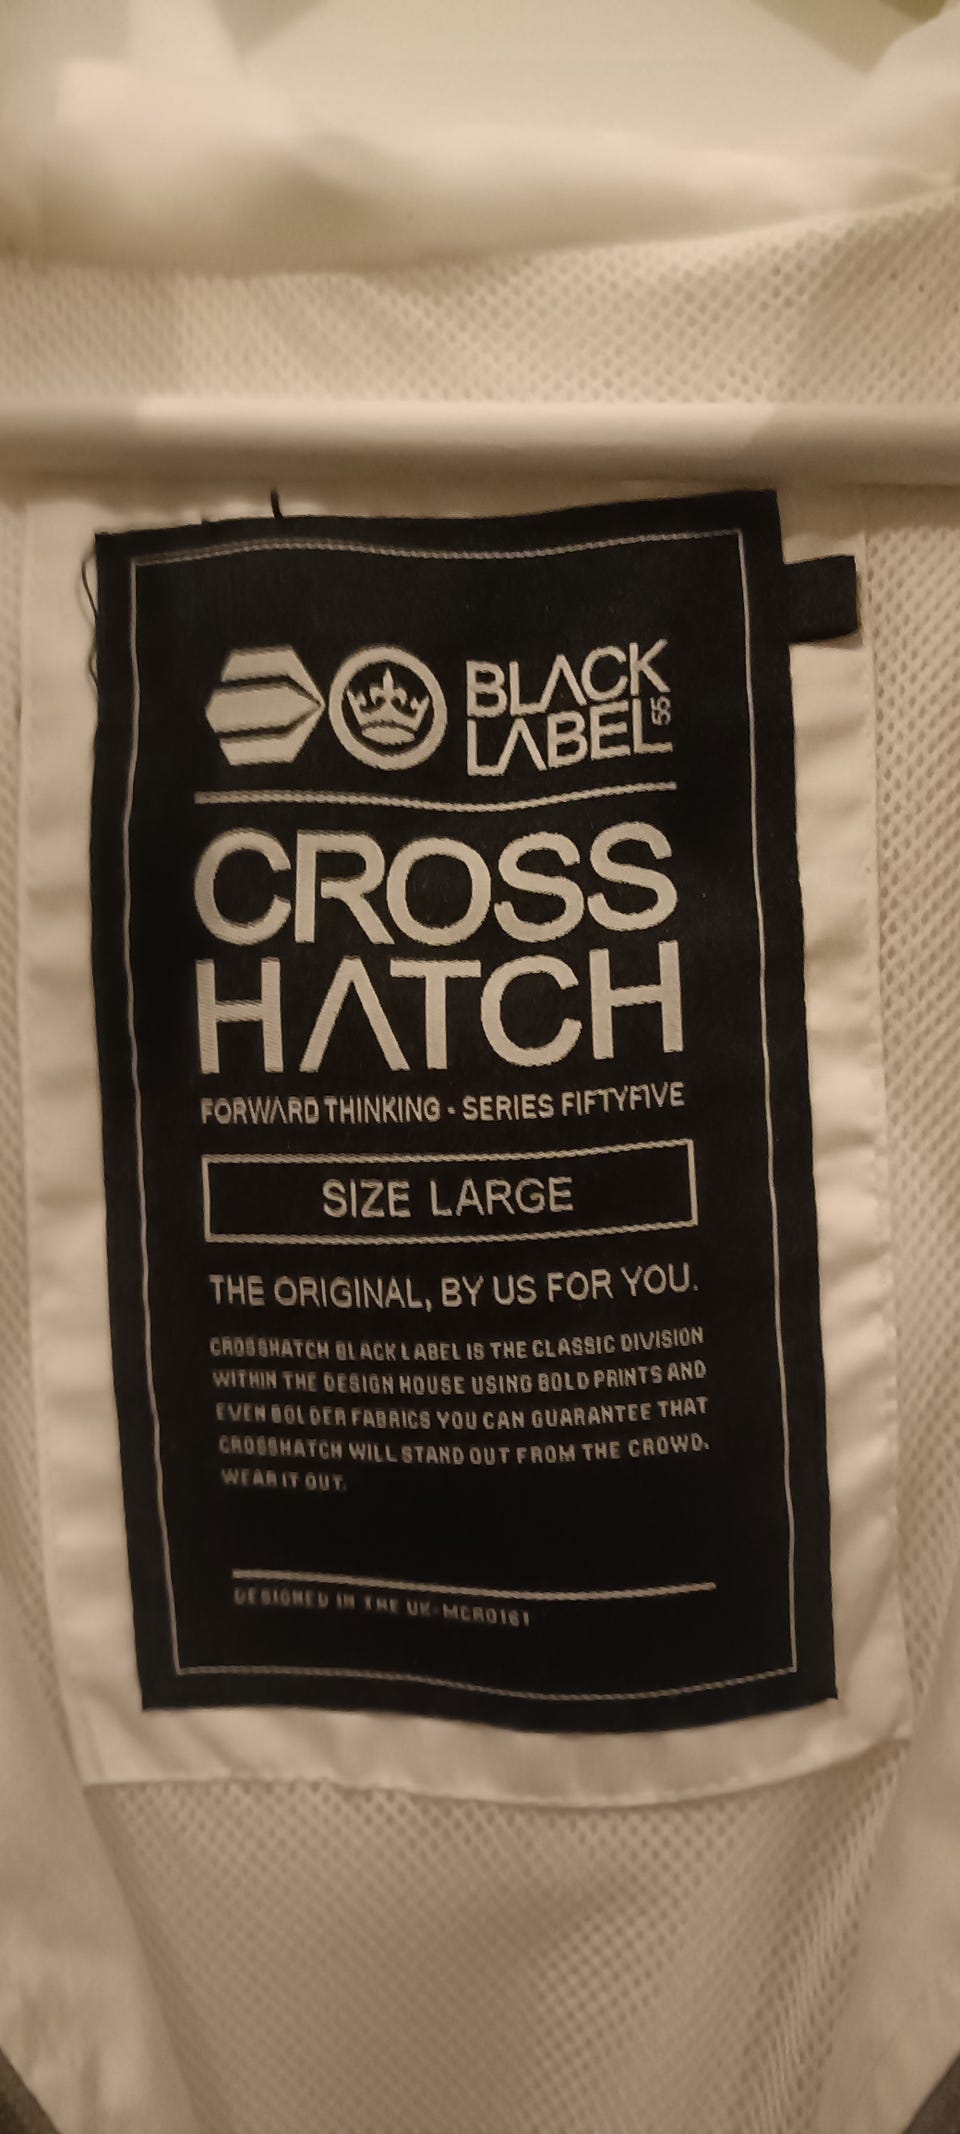 BLACK
LABEL 55
CROSS
HATCH
FORWARD THINKING - SERIES FIFTYFIVE
SIZE LARGE
THE ORIGINAL, BY US FOR YOU.
CROSSHATCH BLACK LABEL IS THE CLASSIC DIVISION
WITHIN THE DESIGN HOUSE USING BOLD PRINTS AND
EVEN BOLDER FABRICS YOU CAN GUARANTEE THAT
CROSSHATCH WILL STAND OUT FROM THE CROWD.
WEAR IT OUT.
DESIGNED IN THE UK-MCR0161